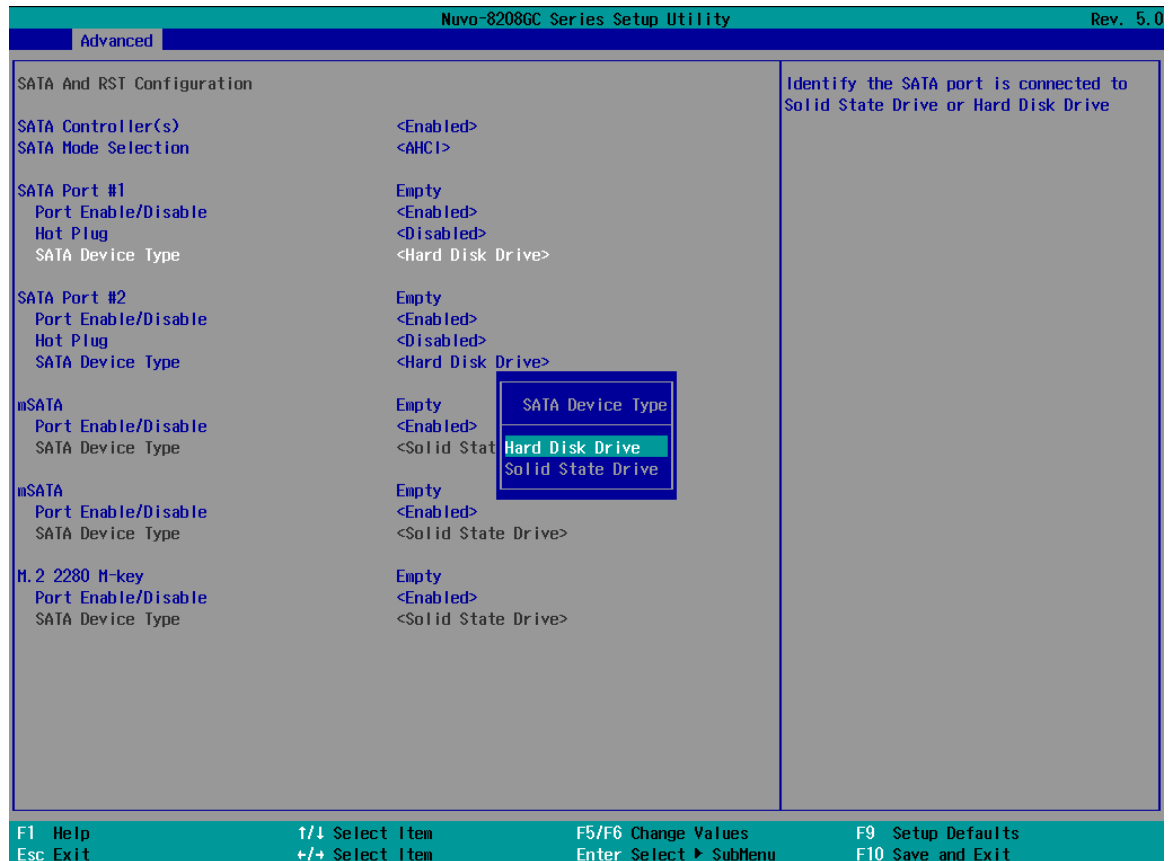 Nuvo-8208GC Series Setup Utility Rev. 5.0
Advanced
SATA And RST Configuration
SATA Controller(s) <Enabled>
SATA Mode Selection <AHCI>
SATA Port #1 Empty
Port Enable/Disable <Enabled>
Hot Plug <Disabled>
SATA Device Type <Hard Disk Drive>
SATA Port #2 Empty
Port Enable/Disable <Enabled>
Hot Plug <Disabled>
SATA Device Type <Hard Disk Drive>
mSATA Empty
Port Enable/Disable <Enabled>
SATA Device Type <Solid Stat
mSATA Empty
Port Enable/Disable <Enabled>
SATA Device Type <Solid State Drive>
M.2 2280 M-key Empty
Port Enable/Disable <Enabled>
SATA Device Type <Solid State Drive>
SATA Device Type
Hard Disk Drive
Solid State Drive
Identify the SATA port is connected to
Solid State Drive or Hard Disk Drive
F1 Help ↑/↓ Select Item F5/F6 Change Values F9 Setup Defaults
Esc Exit ←/→ Select Item Enter Select ▶ SubMenu F10 Save and Exit